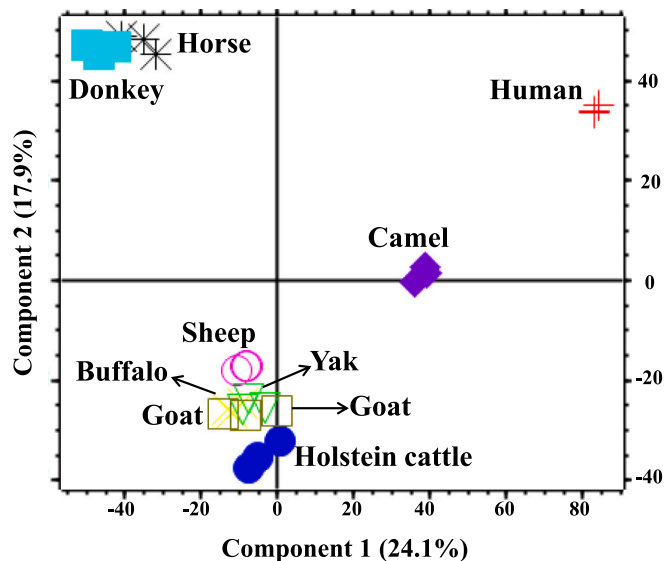 Horse
Donkey
Human
40
20
Camel
0
Sheep
Buffalo
Yak
-20
Goat
Goat
Holstein cattle
-40
-40
-20
0
20
40
60
80
Component 1 (24.1%)
Component 2 (17.9%)